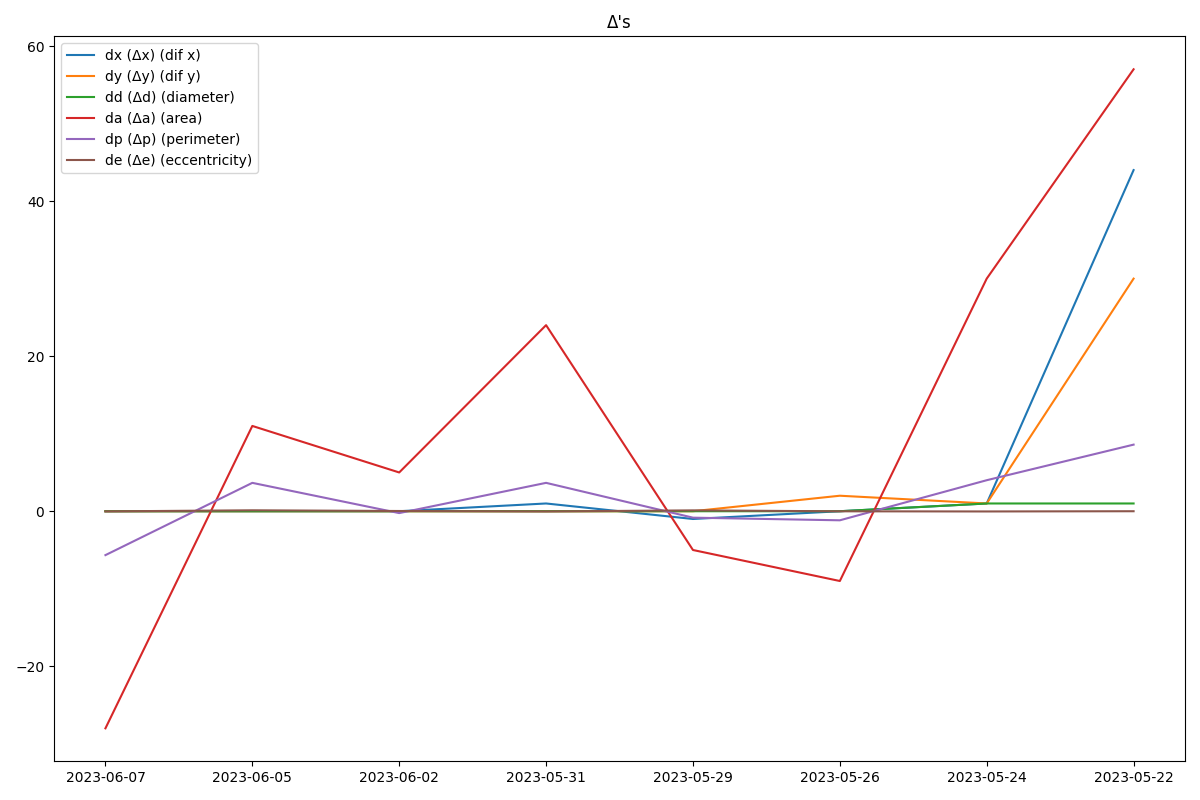 Δ's
dx (Δx) (dif x)
dy (Δy) (dif y)
dd (Δd) (diameter)
da (Δa) (area)
dp (Δp) (perimeter)
de (Δe) (eccentricity)
60
40
20
0
−20
2023-06-07 2023-06-05 2023-06-02 2023-05-31 2023-05-29 2023-05-26 2023-05-24 2023-05-22